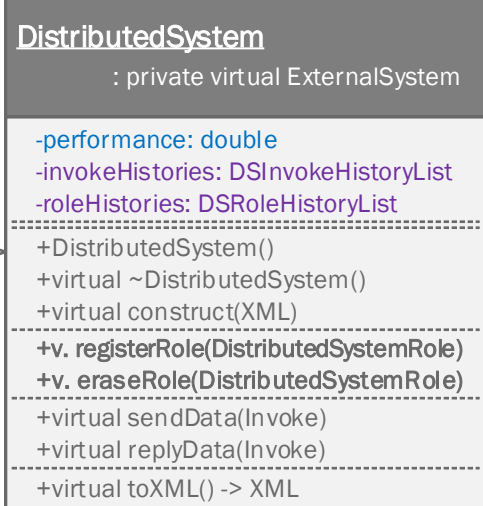 DistributedSystem
: private virtual ExternalSystem
-performance: double
-invokeHistories: DSInvokeHistoryList
-roleHistories: DSRoleHistoryList
+DistributedSystem()
+virtual ~DistributedSystem()
+virtual construct(XML)
+v. registerRole(DistributedSystemRole)
+v. eraseRole(DistributedSystemRole)
+virtual sendData(Invoke)
+virtual replyData(Invoke)
+virtual toXML() -> XML